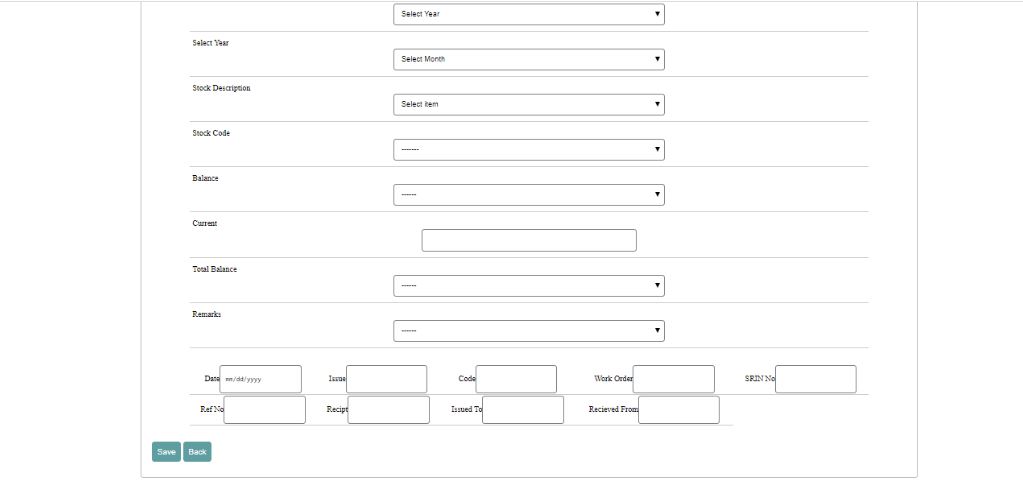 Select Year
Select Year
Select Month
Stock Description
Select item
Stock Code
-------
Balance
------
Current
Total Balance
------
Remarks
------
Date mm/dd/yyyy Issue Code Work Order SRIN No
Ref No Recipt Issued To Recieved From
Save Back